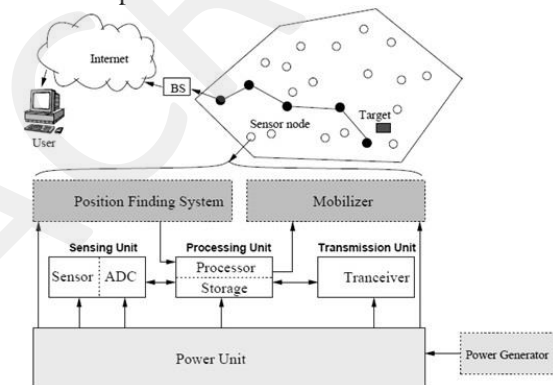 Internet
BS
User
Sensor node
Target
Position Finding System
Mobilizer
Sensing Unit
Processing Unit
Transmission Unit
Sensor
ADC
Processor
Storage
Tranceiver
Power Unit
Power Generator